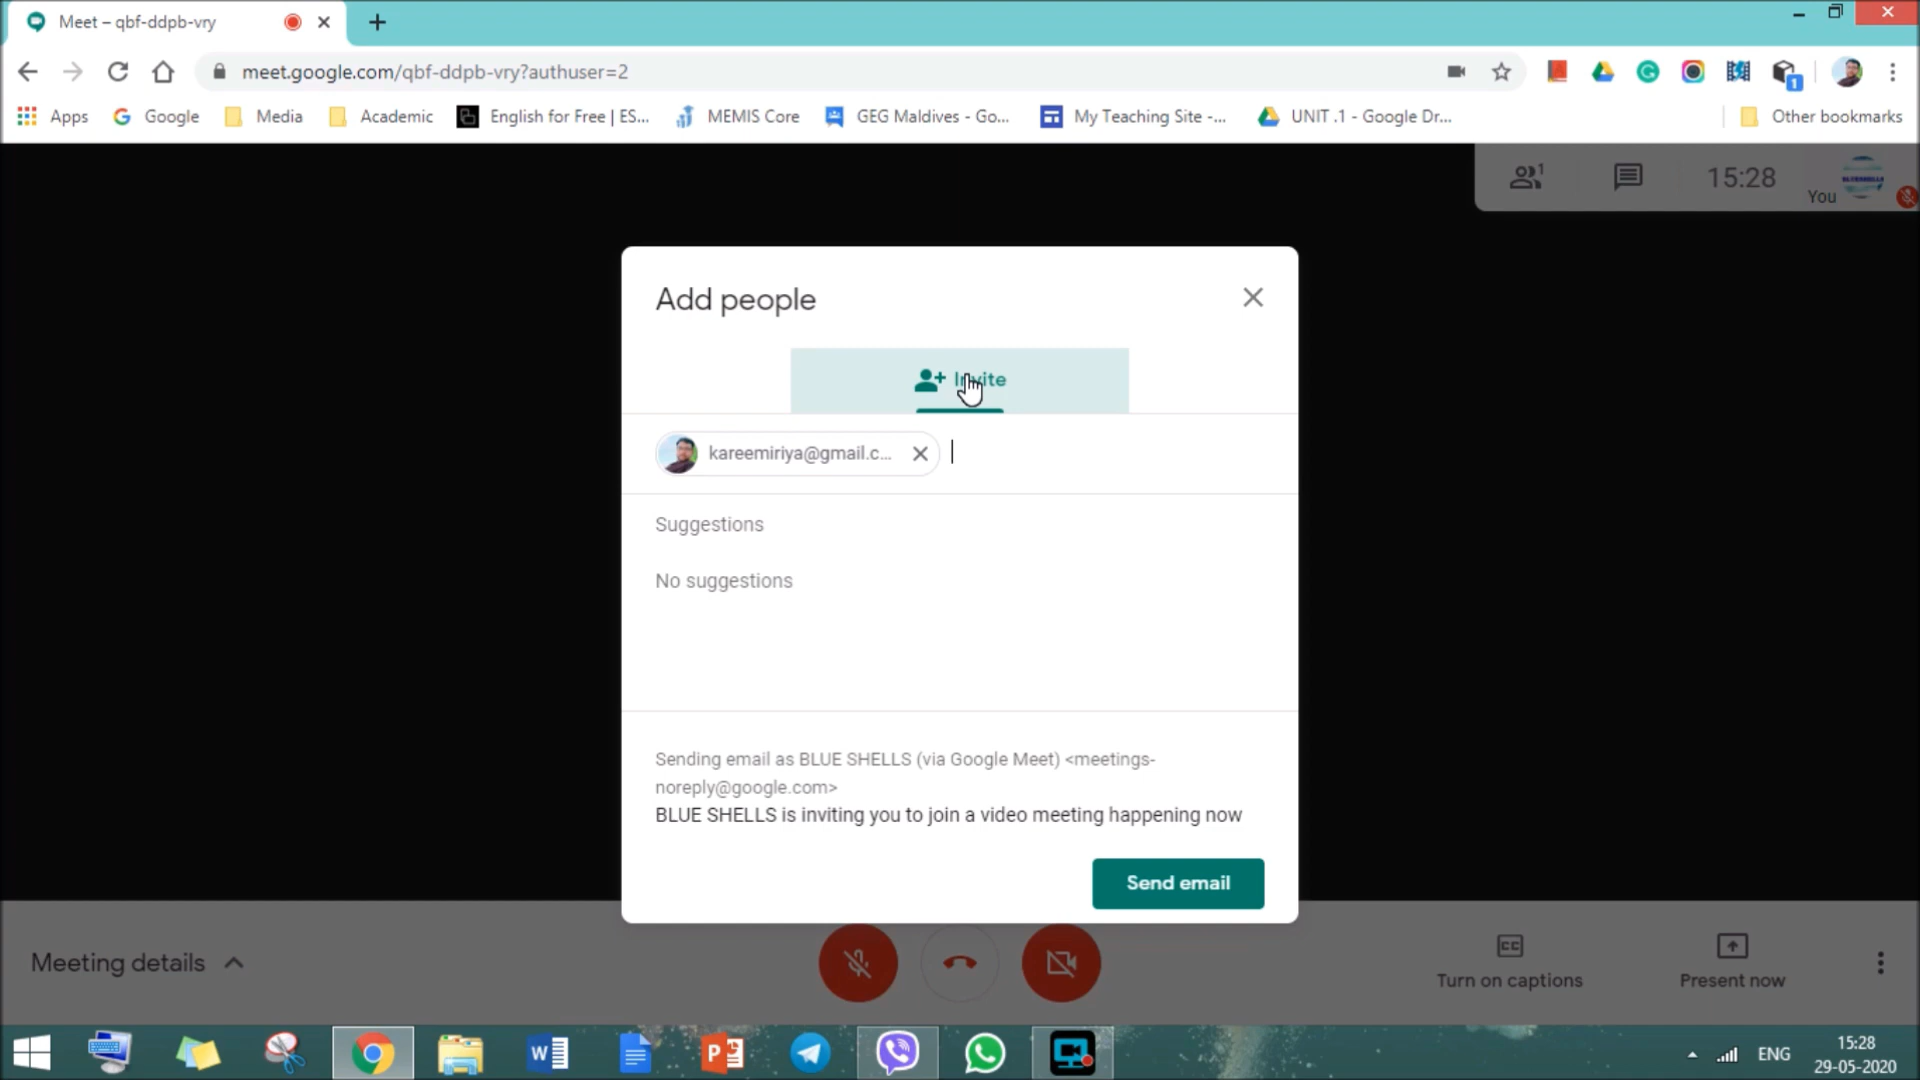 Meet – qbf-ddpb-vry
meet.google.com/qbf-ddpb-vry?authuser=2
1
Apps Google Media Academic English for Free | ES... MEMIS Core GEG Maldives - Go... My Teaching Site -... UNIT .1 - Google Dr... Other bookmarks
1 15:28 You
Add people
Invite
kareemiriya@gmail.c...
Suggestions
No suggestions
Sending email as BLUE SHELLS (via Google Meet) <meetings-
noreply@google.com>
BLUE SHELLS is inviting you to join a video meeting happening now
Send email
Meeting details
Turn on captions
Present now
15:28
ENG
29-05-2020